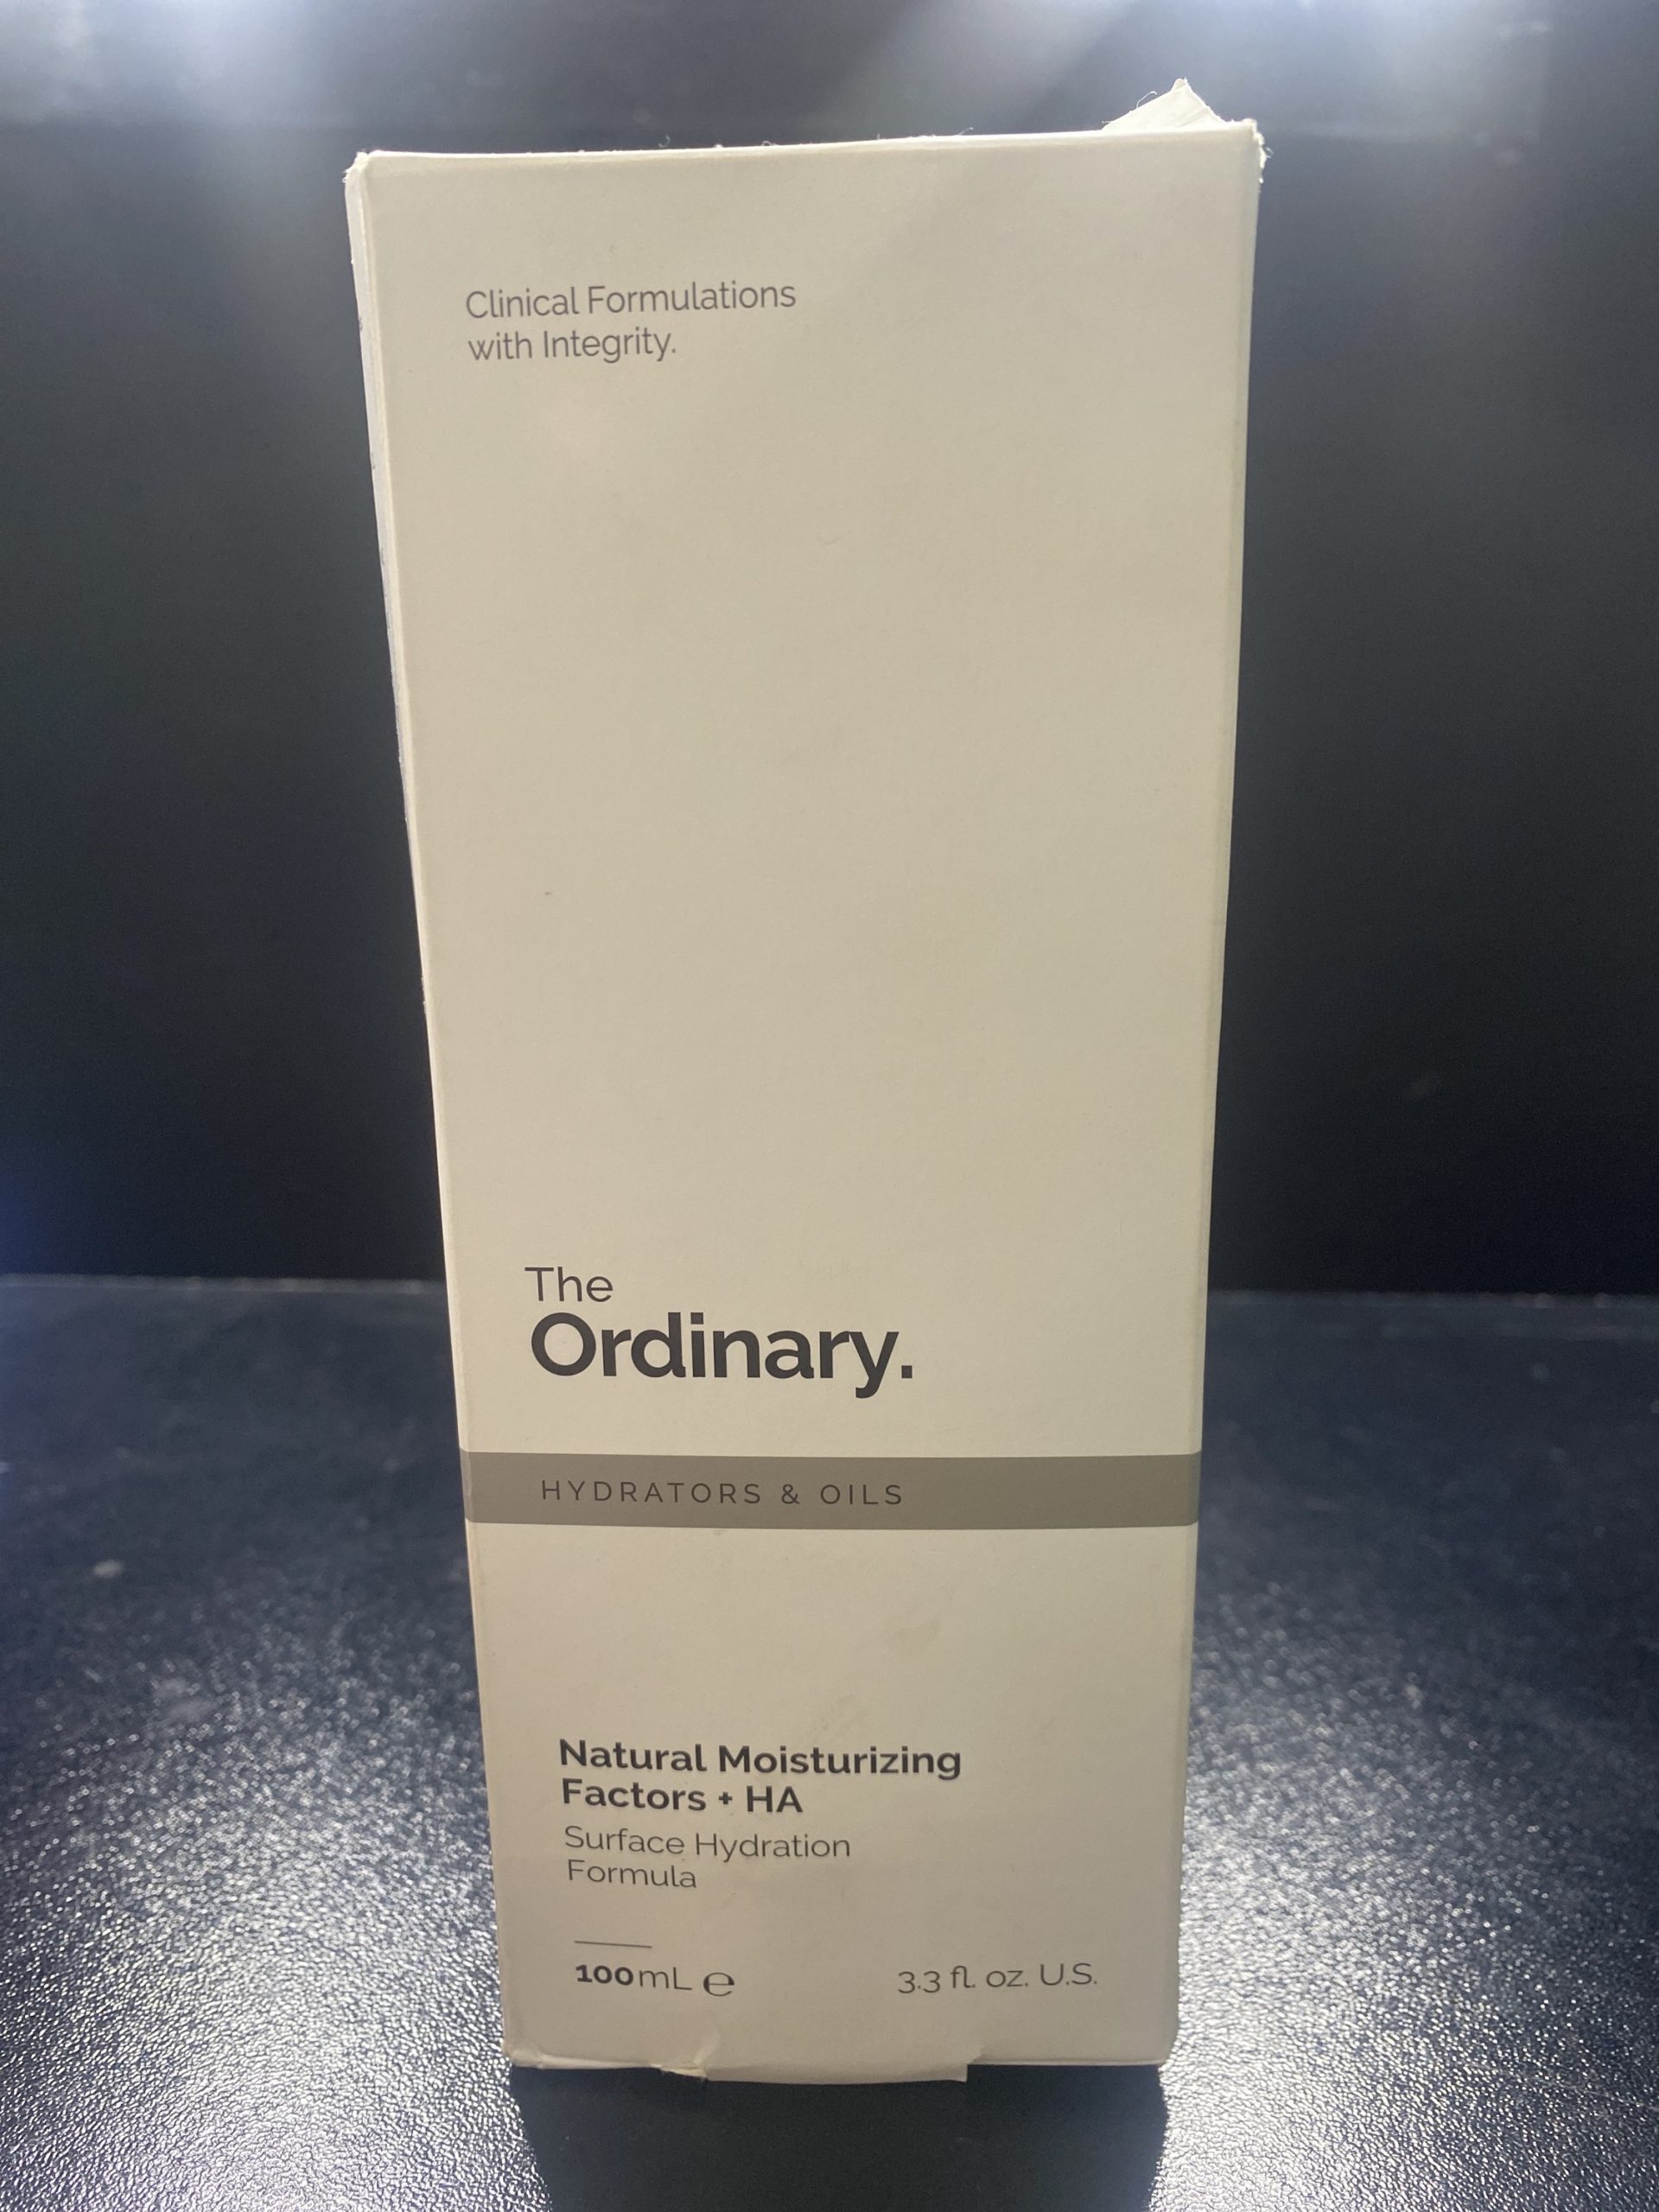 Clinical Formulations
with Integrity.
The
Ordinary.
HYDRATORS & OILS
Natural Moisturizing
Factors + HA
Surface Hydration
Formula
100mL ℮
3.3 fl. oz. U.S.